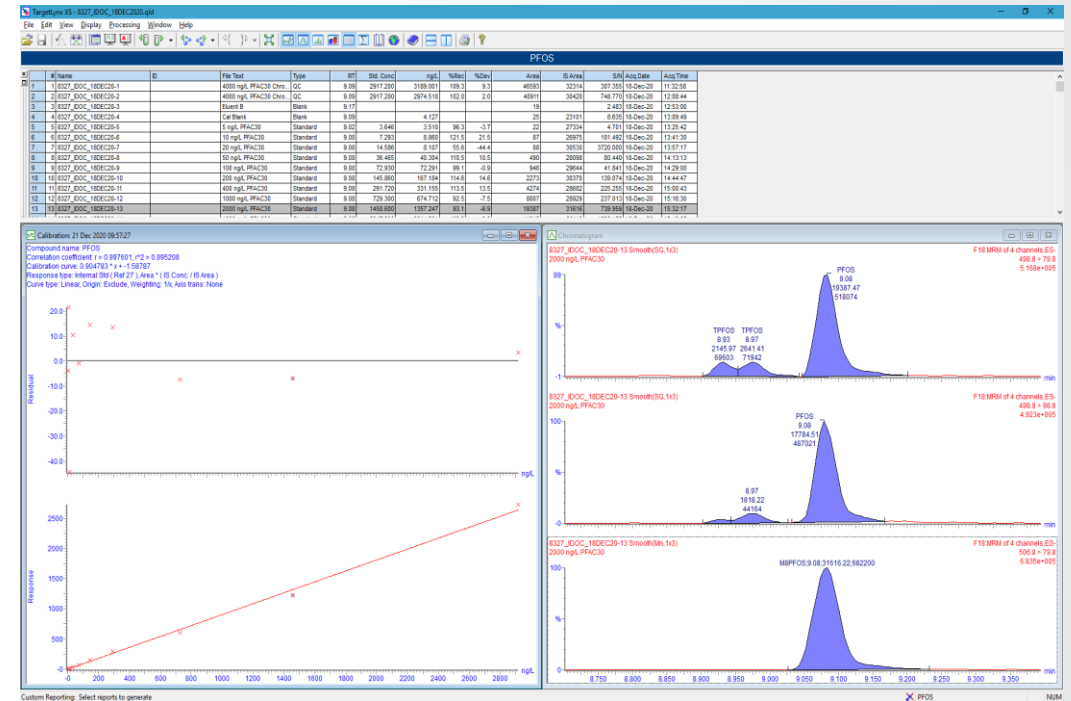 TargetLynx XS - 8327_IDOC_18DEC2020.qld
File Edit View Display Processing Window Help
PFOS
# Name ID File Text Type RT Std. Conc ng/L %Rec %Dev Area IS Area S/N Acq.Date Acq.Time
1 1 8327_IDOC_18DEC20-1 4000 ng/L PFAC30 Chro... QC 9.09 2917.200 3189.001 109.3 9.3 46593 32314 307.355 18-Dec-20 11:32:58
2 2 8327_IDOC_18DEC20-2 4000 ng/L PFAC30 Chro... QC 9.09 2917.200 2974.518 102.0 2.0 40911 30420 746.770 18-Dec-20 12:08:44
3 3 8327_IDOC_18DEC20-3 Eluent B Blank 9.17 19 2.483 18-Dec-20 12:53:00
4 4 8327_IDOC_18DEC20-4 Cal Blank Blank 9.09 4.127 25 23101 8.635 18-Dec-20 13:09:49
5 5 8327_IDOC_18DEC20-5 5 ng/L PFAC30 Standard 9.02 3.646 3.510 96.3 -3.7 22 27334 4.701 18-Dec-20 13:25:42
6 6 8327_IDOC_18DEC20-6 10 ng/L PFAC30 Standard 9.08 7.293 8.860 121.5 21.5 87 26975 101.492 18-Dec-20 13:41:30
7 7 8327_IDOC_18DEC20-7 20 ng/L PFAC30 Standard 9.08 14.586 8.107 55.6 -44.4 88 30530 3720.000 18-Dec-20 13:57:17
8 8 8327_IDOC_18DEC20-8 50 ng/L PFAC30 Standard 9.08 36.465 40.304 110.5 10.5 490 28098 80.440 18-Dec-20 14:13:13
9 9 8327_IDOC_18DEC20-9 100 ng/L PFAC30 Standard 9.08 72.930 72.291 99.1 -0.9 946 29644 41.841 18-Dec-20 14:29:00
10 10 8327_IDOC_18DEC20-10 200 ng/L PFAC30 Standard 9.08 145.860 167.184 114.6 14.6 2273 30370 139.074 18-Dec-20 14:44:47
11 11 8327_IDOC_18DEC20-11 400 ng/L PFAC30 Standard 9.08 291.720 331.155 113.5 13.5 4274 28682 225.255 18-Dec-20 15:00:43
12 12 8327_IDOC_18DEC20-12 1000 ng/L PFAC30 Standard 9.08 729.300 674.712 92.5 -7.5 8887 28929 237.013 18-Dec-20 15:16:30
13 13 8327_IDOC_18DEC20-13 2000 ng/L PFAC30 Standard 9.08 1458.600 1357.247 93.1 -6.9 19387 31616 739.959 18-Dec-20 15:32:17
Calibration: 21 Dec 2020 09:57:27
Compound name: PFOS
Correlation coefficient: r = 0.997601, r^2 = 0.995208
Calibration curve: 0.904783 * x + -1.58787
Response type: Internal Std ( Ref 27 ), Area * ( IS Conc. / IS Area )
Curve type: Linear, Origin: Exclude, Weighting: 1/x, Axis trans: None
20.0
10.0
0.0
-10.0
-20.0
-30.0
-40.0
Residual
ng/L
2500
2000
1500
1000
500
-0
Response
-0 200 400 600 800 1000 1200 1400 1600 1800 2000 2200 2400 2600 2800
ng/L
Chromatogram
8327_IDOC_18DEC20-13 Smooth(SG,1x3)
2000 ng/L PFAC30
F18:MRM of 4 channels,ES-
498.8 > 79.8
5.168e+005
99
%
-1
TPFOS
8.93
2145.97
69603
TPFOS
8.97
2641.41
71942
PFOS
9.08
19387.47
518074
min
8327_IDOC_18DEC20-13 Smooth(SG,1x3)
2000 ng/L PFAC30
F18:MRM of 4 channels,ES-
498.8 > 98.8
4.923e+005
100
%
-0
8.97
1818.22
44164
PFOS
9.08
17784.51
487021
min
8327_IDOC_18DEC20-13 Smooth(Mn,1x3)
2000 ng/L PFAC30
F18:MRM of 4 channels,ES-
506.8 > 79.8
6.835e+005
100
%
0
M8PFOS;9.08;31616.22;682200
min
8.750 8.800 8.850 8.900 8.950 9.000 9.050 9.100 9.150 9.200 9.250 9.300 9.350
Custom Reporting: Select reports to generate
PFOS
NUM